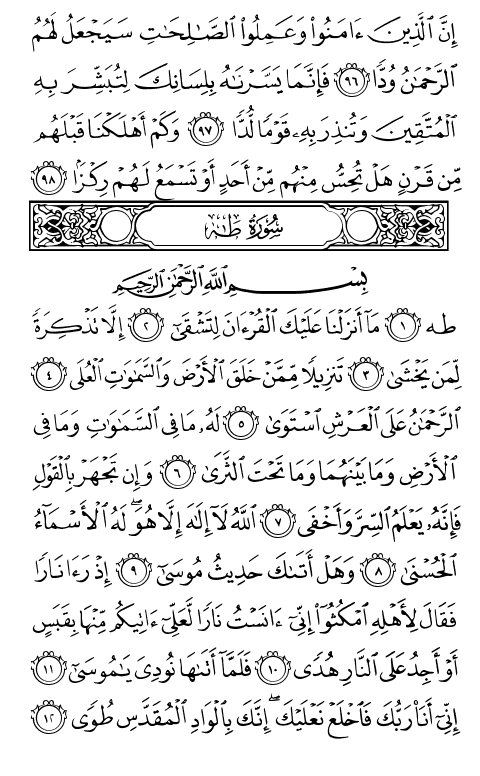 إِنَّ ٱلَّذِينَ ءَامَنُوا۟ وَعَمِلُوا۟ ٱلصَّٰلِحَٰتِ سَيَجْعَلُ لَهُمُ
ٱلرَّحْمَٰنُ وُدًّا ٩٦ فَإِنَّمَا يَسَّرْنَٰهُ بِلِسَانِكَ لِتُبَشِّرَ بِهِ
ٱلْمُتَّقِينَ وَتُنذِرَ بِهِۦ قَوْمًا لُّدًّا ٩٧ وَكَمْ أَهْلَكْنَا قَبْلَهُم
مِّن قَرْنٍ هَلْ تُحِسُّ مِنْهُم مِّنْ أَحَدٍ أَوْ تَسْمَعُ لَهُمْ رِكْزًۢا ٩٨
سُورَةُ طٰهٰ
بِسْمِ ٱللَّهِ ٱلرَّحْمَٰنِ ٱلرَّحِيمِ
طه ١ مَآ أَنزَلْنَا عَلَيْكَ ٱلْقُرْءَانَ لِتَشْقَىٰٓ ٢ إِلَّا تَذْكِرَةً
لِّمَن يَخْشَىٰ ٣ تَنزِيلًا مِّمَّنْ خَلَقَ ٱلْأَرْضَ وَٱلسَّمَٰوَٰتِ ٱلْعُلَى ٤
ٱلرَّحْمَٰنُ عَلَى ٱلْعَرْشِ ٱسْتَوَىٰ ٥ لَهُۥ مَا فِى ٱلسَّمَٰوَٰتِ وَمَا فِى
ٱلْأَرْضِ وَمَا بَيْنَهُمَا وَمَا تَحْتَ ٱلثَّرَىٰ ٦ وَإِن تَجْهَرْ بِٱلْقَوْلِ
فَإِنَّهُۥ يَعْلَمُ ٱلسِّرَّ وَأَخْفَى ٧ ٱللَّهُ لَآ إِلَٰهَ إِلَّا هُوَ ۖ لَهُ ٱلْأَسْمَآءُ
ٱلْحُسْنَىٰ ٨ وَهَلْ أَتَىٰكَ حَدِيثُ مُوسَىٰٓ ٩ إِذْ رَءَا نَارًا
فَقَالَ لِأَهْلِهِ ٱمْكُثُوٓا۟ إِنِّىٓ ءَانَسْتُ نَارًا لَّعَلِّىٓ ءَاتِيكُم مِّنْهَا بِقَبَسٍ
أَوْ أَجِدُ عَلَى ٱلنَّارِ هُدًى ١٠ فَلَمَّآ أَتَىٰهَا نُودِىَ يَٰمُوسَىٰٓ ١١
إِنِّىٓ أَنَا۠ رَبُّكَ فَٱخْلَعْ نَعْلَيْكَ ۖ إِنَّكَ بِٱلْوَادِ ٱلْمُقَدَّسِ طُوًى ١٢